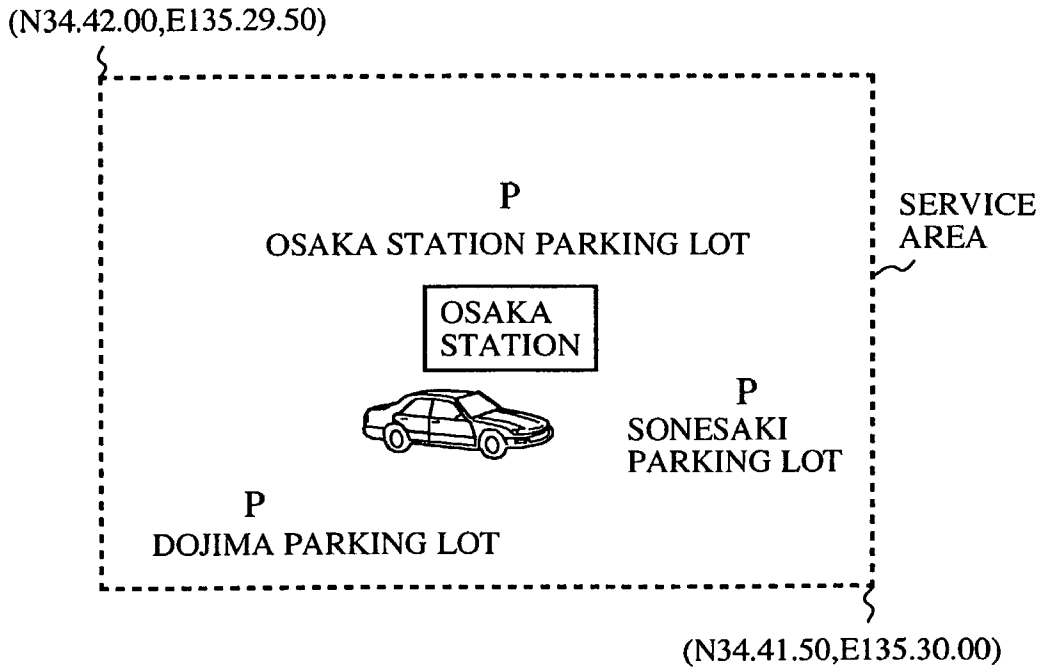 (N34.42.00,E135.29.50)
P
OSAKA STATION PARKING LOT
SERVICE
AREA
OSAKA
STATION
P
SONESAKI
PARKING LOT
P
DOJIMA PARKING LOT
(N34.41.50,E135.30.00)